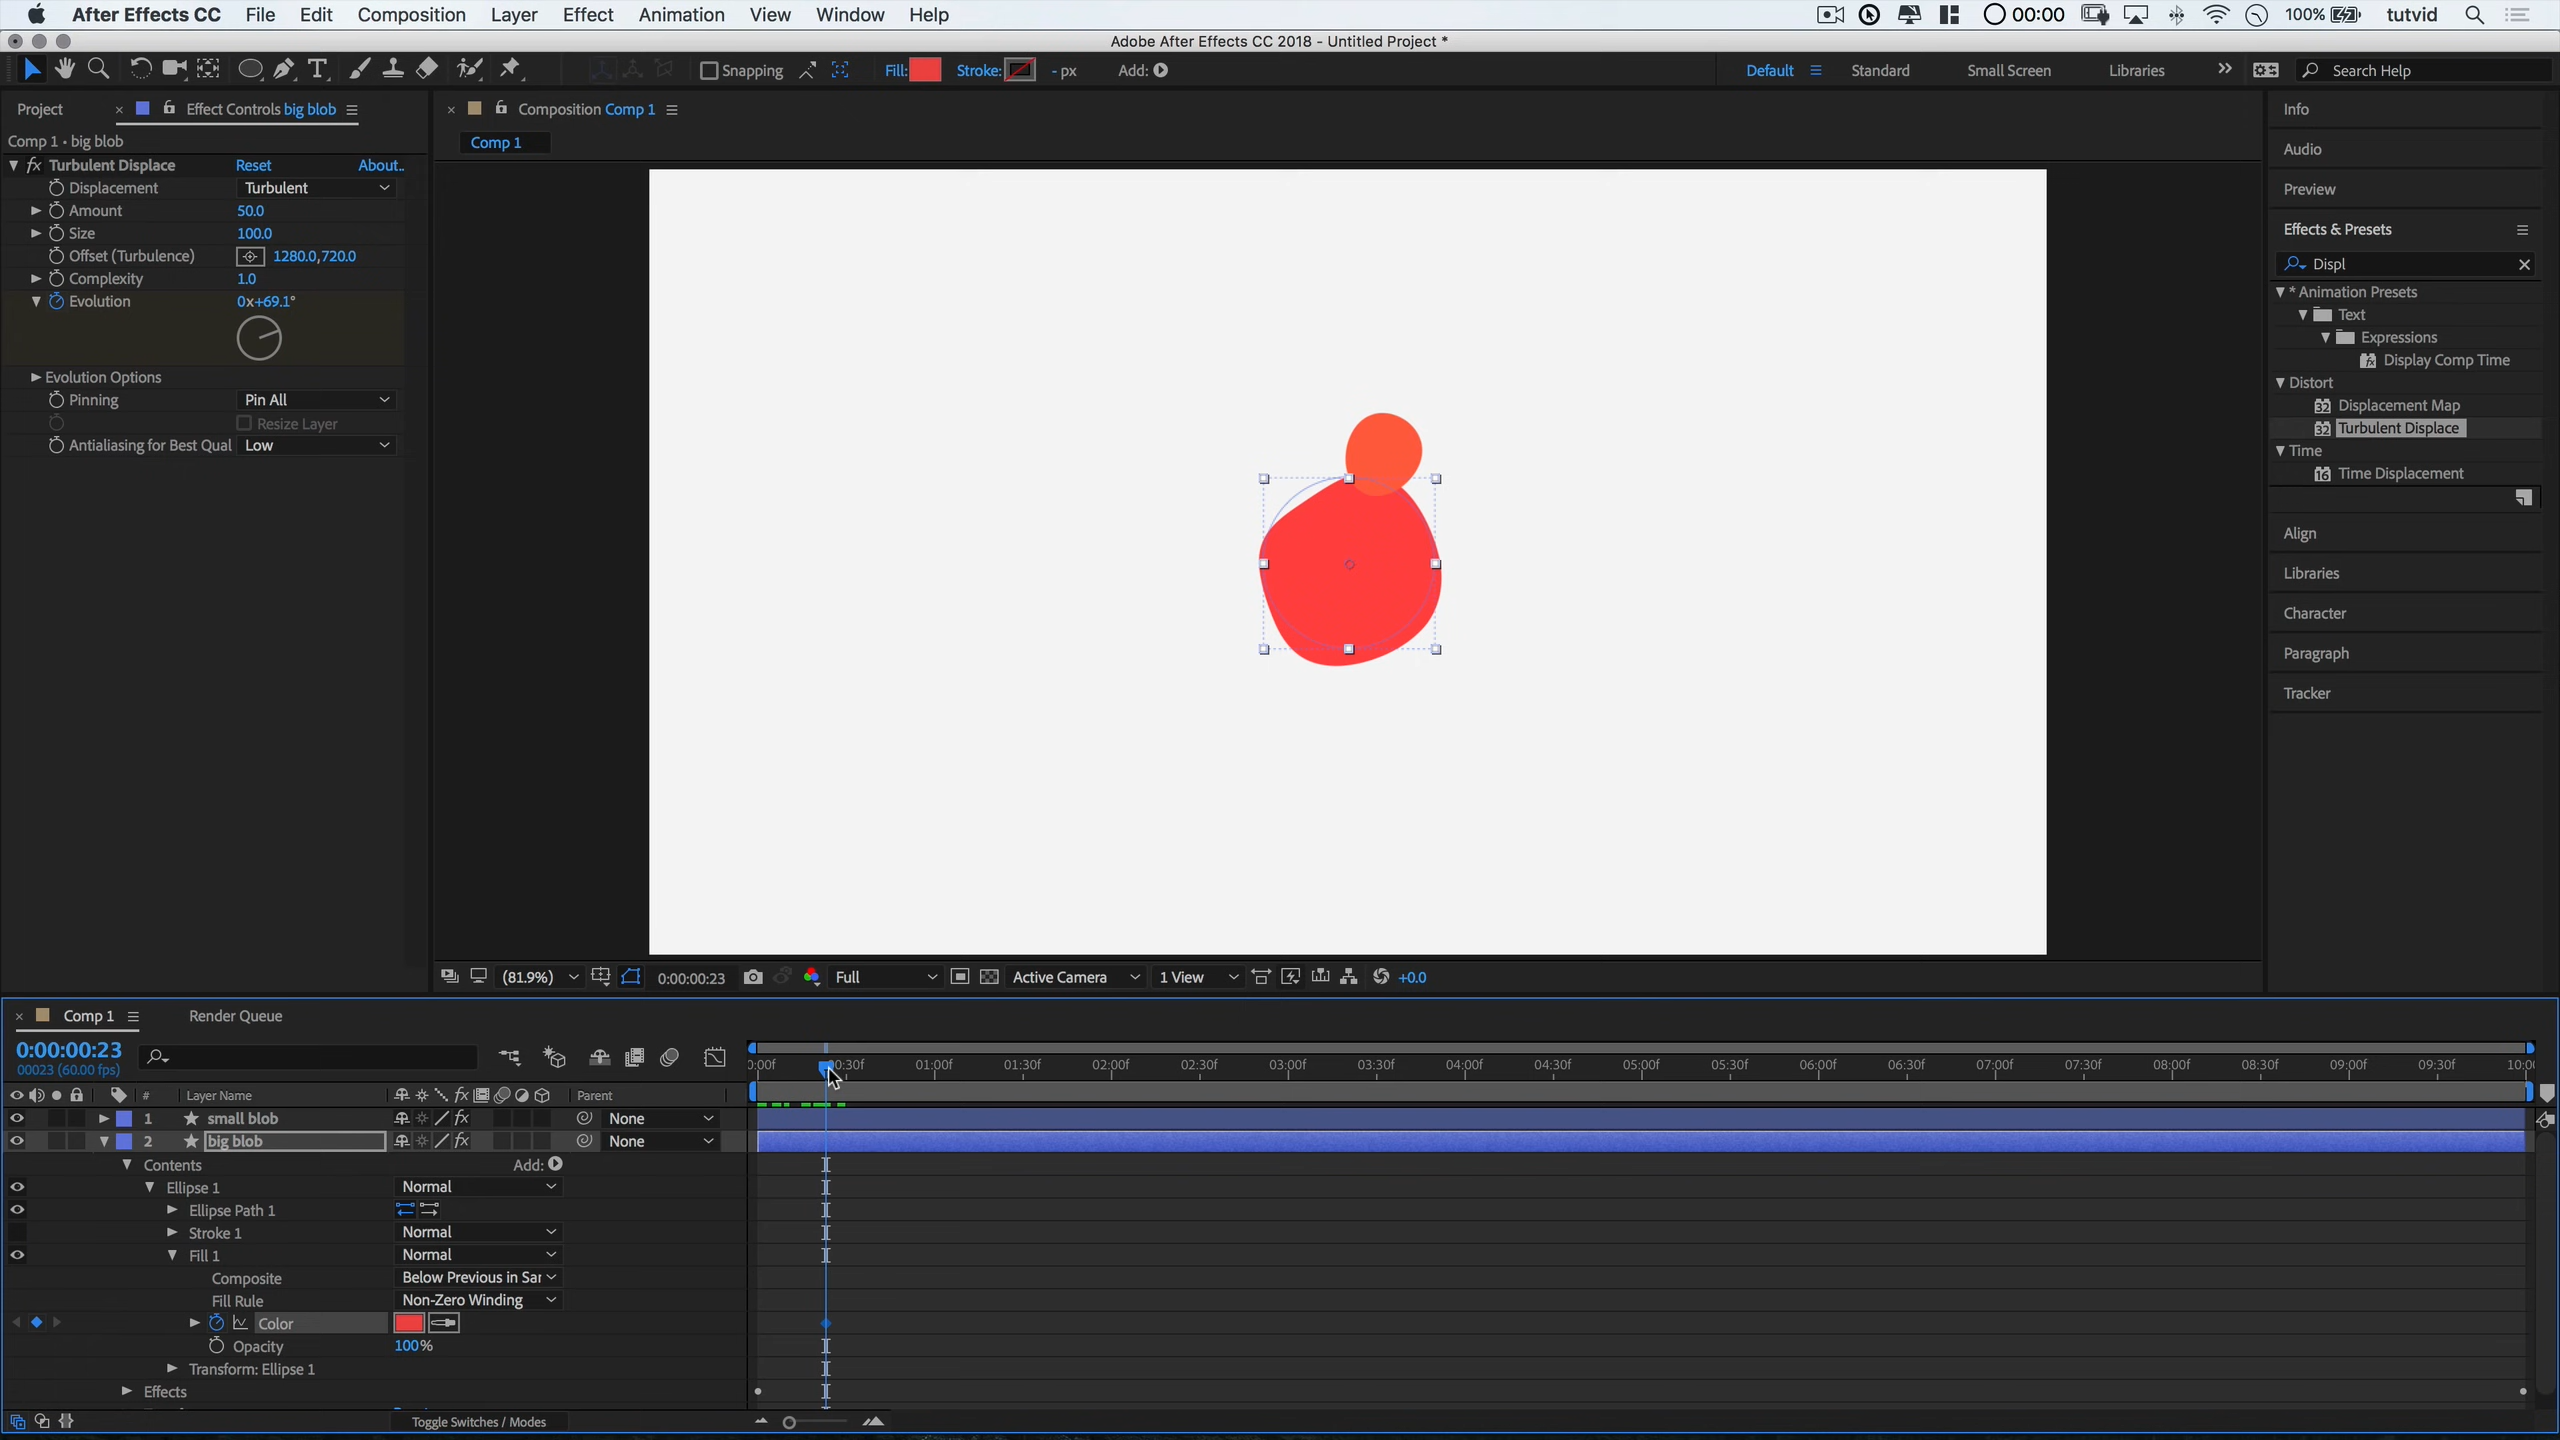 After Effects CC File Edit Composition Layer Effect Animation View Window Help 00:00 100% tutvid
Adobe After Effects CC 2018 - Untitled Project *
Snapping Fill: Stroke: - px Add: Default Standard Small Screen Libraries Search Help
Project Effect Controls big blob
Comp 1 • big blob
fx Turbulent Displace Reset About..
Displacement Turbulent
Amount 50.0
Size 100.0
Offset (Turbulence) 1280.0,720.0
Complexity 1.0
Evolution 0x+69.1°
Evolution Options
Pinning Pin All
Resize Layer
Antialiasing for Best Qual Low
Composition Comp 1
Comp 1
(81.9%) 0:00:00:23 Full Active Camera 1 View +0.0
Info
Audio
Preview
Effects & Presets
Displ
* Animation Presets
Text
Expressions
Display Comp Time
Distort
32 Displacement Map
32 Turbulent Displace
Time
16 Time Displacement
Align
Libraries
Character
Paragraph
Tracker
Comp 1 Render Queue
0:00:00:23
00023 (60.00 fps)
0:00f 0:30f 01:00f 01:30f 02:00f 02:30f 03:00f 03:30f 04:00f 04:30f 05:00f 05:30f 06:00f 06:30f 07:00f 07:30f 08:00f 08:30f 09:00f 09:30f 10:0
# Layer Name fx Parent
1 small blob fx None
2 big blob fx None
Contents Add:
Ellipse 1 Normal
Ellipse Path 1
Stroke 1 Normal
Fill 1 Normal
Composite Below Previous in Sar
Fill Rule Non-Zero Winding
Color
Opacity 100%
Transform: Ellipse 1
Effects
Toggle Switches / Modes